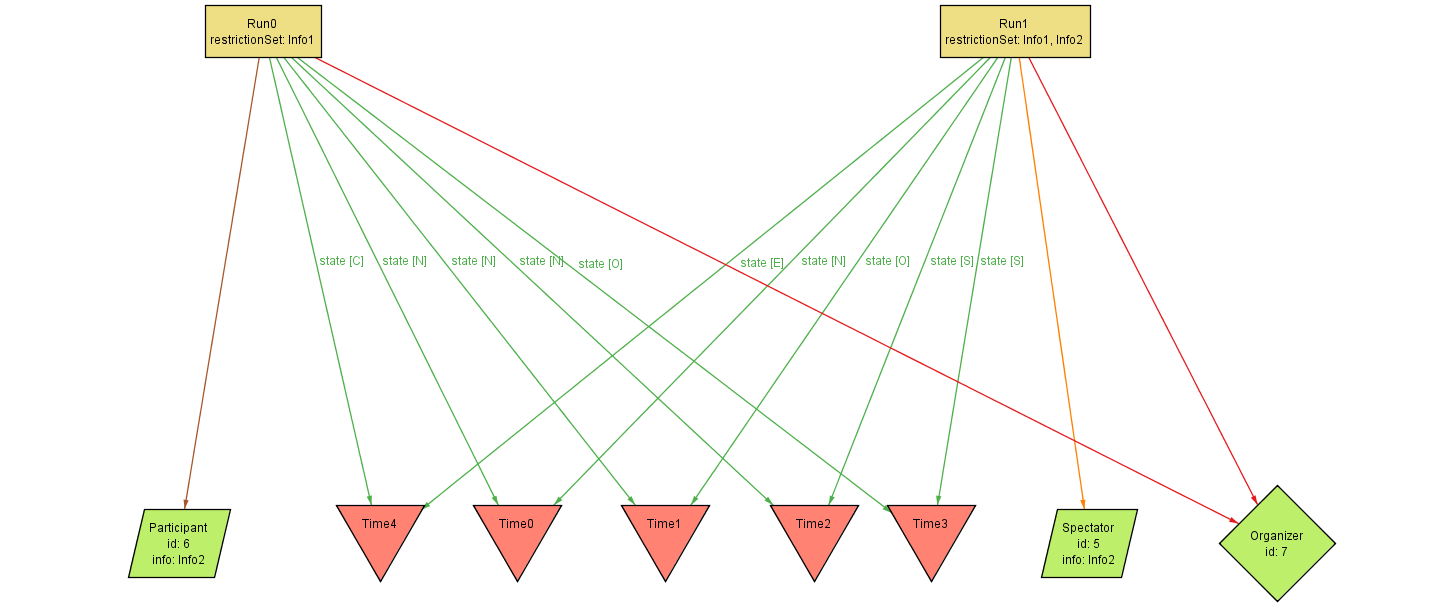 Run0
restrictionSet: Info1
Run1
restrictionSet: Info1, Info2
state [C]
state [N]
state [N]
state [N]
state [O]
state [E]
state [N]
state [O]
state [S]
state [S]
Participant
id: 6
info: Info2
Time4
Time0
Time1
Time2
Time3
Spectator
id: 5
info: Info2
Organizer
id: 7